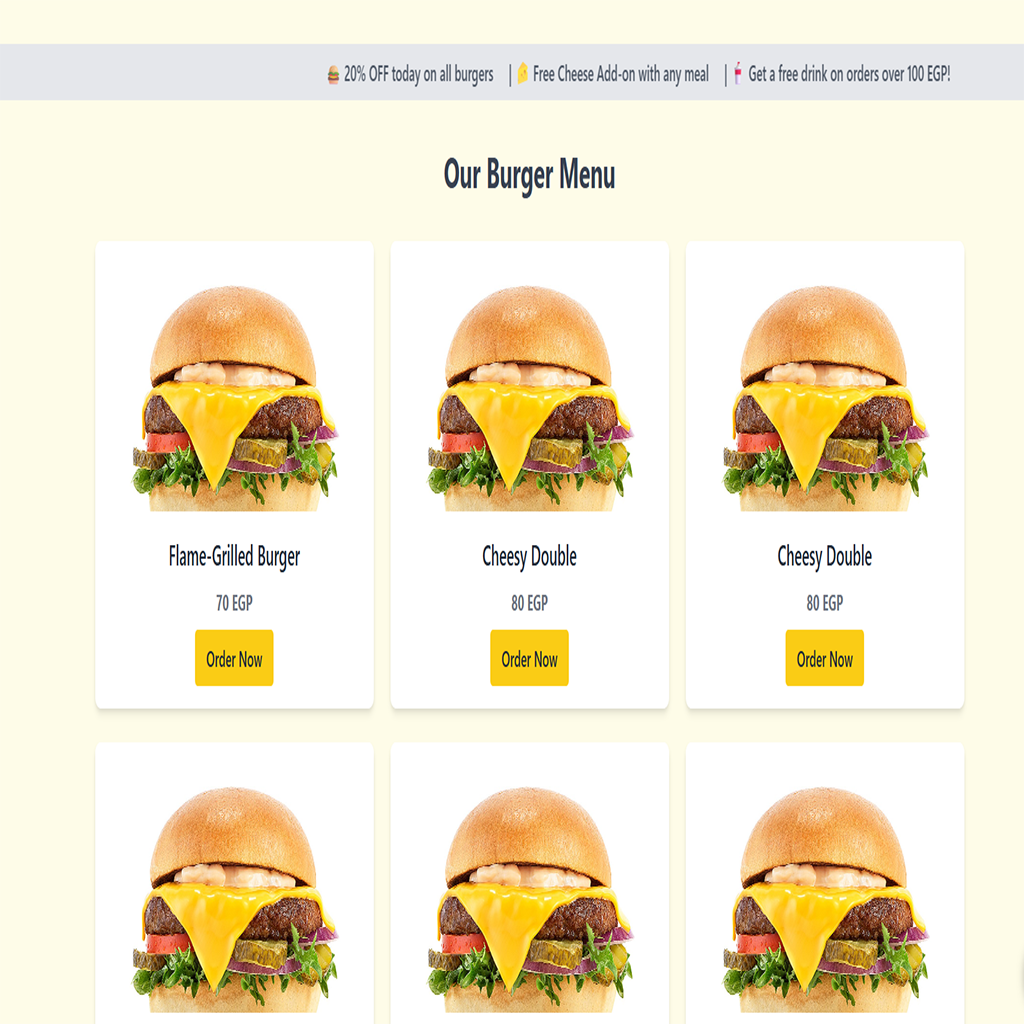 🍔 20% OFF today on all burgers | 🧀 Free Cheese Add-on with any meal | 🥤 Get a free drink on orders over 100 EGP!
Our Burger Menu
Flame-Grilled Burger
70 EGP
Order Now
Cheesy Double
80 EGP
Order Now
Cheesy Double
80 EGP
Order Now